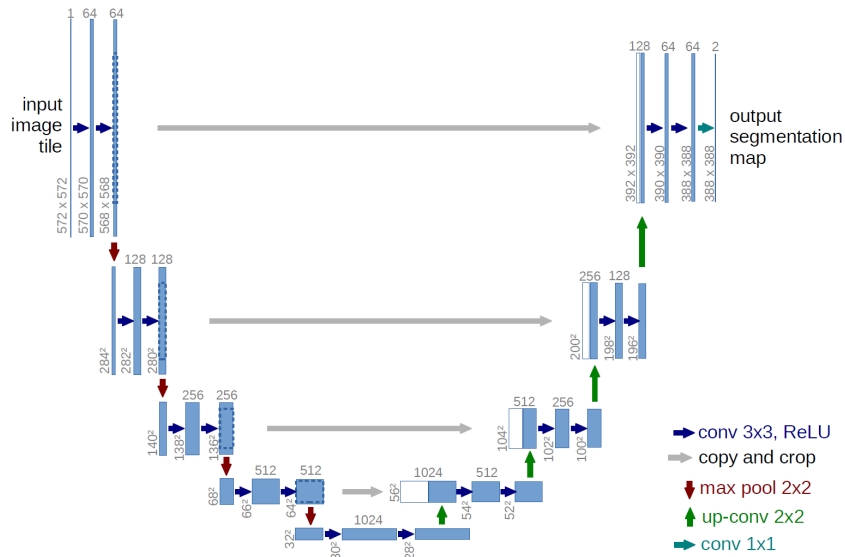 1 64 64
128 64 64 2
input
image
tile
output
segmentation
map
572 x 572
570 x 570
568 x 568
392 x 392
390 x 390
388 x 388
388 x 388
128 128
256 128
284²
282²
280²
200²
198²
196²
256 256
512 256
140²
138²
136²
104²
102²
100²
512 512
1024 512
68²
66²
64²
56²
54²
52²
1024
32²
conv 3x3, ReLU
copy and crop
max pool 2x2
up-conv 2x2
conv 1x1